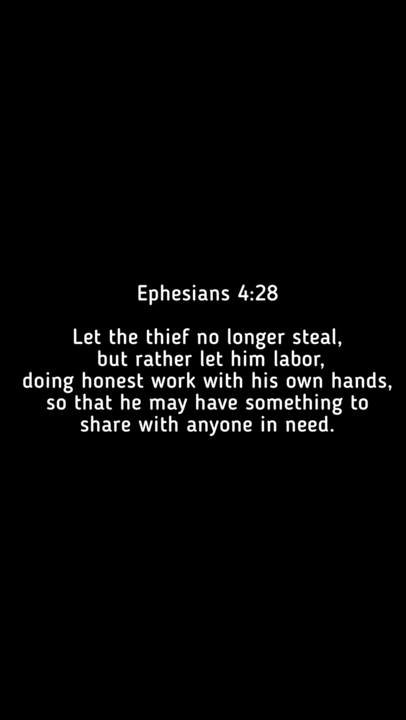 Ephesians 4:28
Let the thief no longer steal,
but rather let him labor,
doing honest work with his own hands,
so that he may have something to
share with anyone in need.